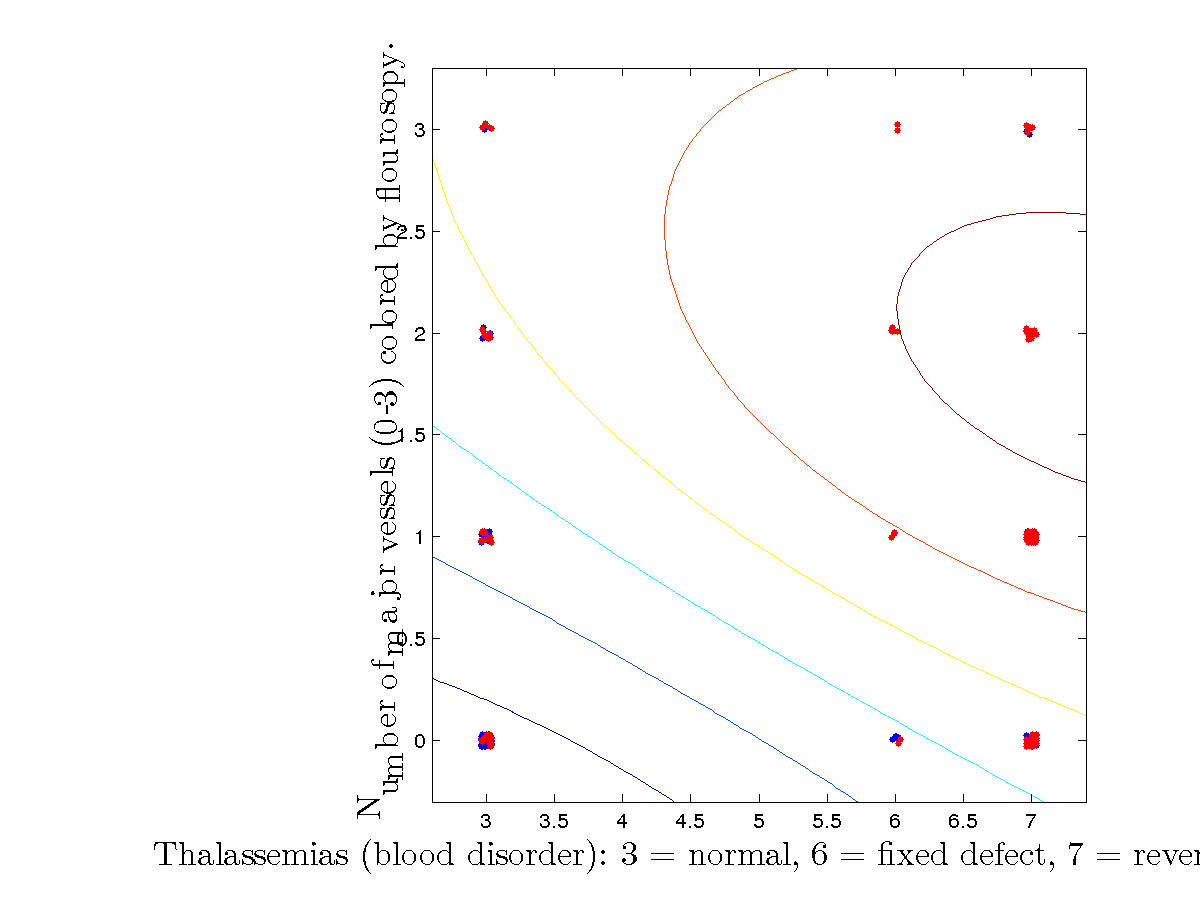 Number of major vessels (0-3) colored by flourosopy.
3
2.5
2
1.5
1
0.5
0
3 3.5 4 4.5 5 5.5 6 6.5 7
Thalassemias (blood disorder): 3 = normal, 6 = fixed defect, 7 = rever